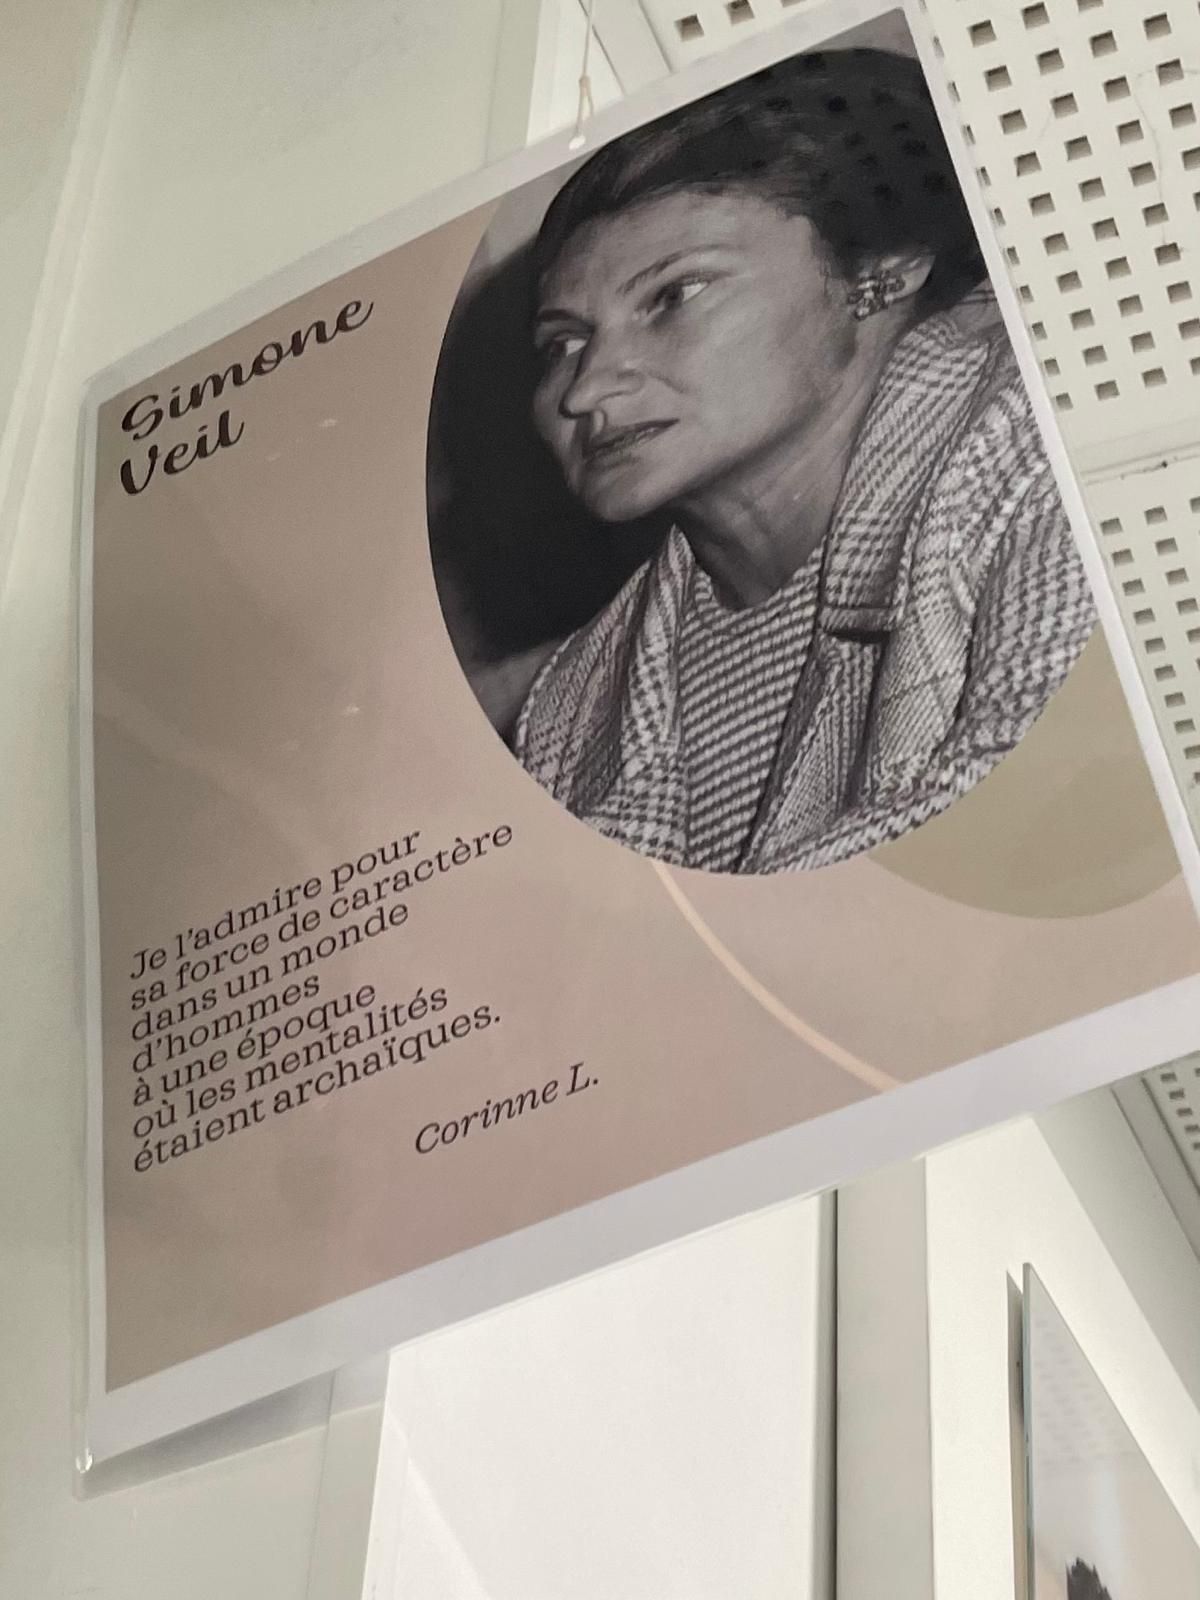 Simone
Veil
Je l'admire pour
sa force de caractère
dans un monde
d'hommes
à une époque
où les mentalités
étaient archaïques.
Corinne L.